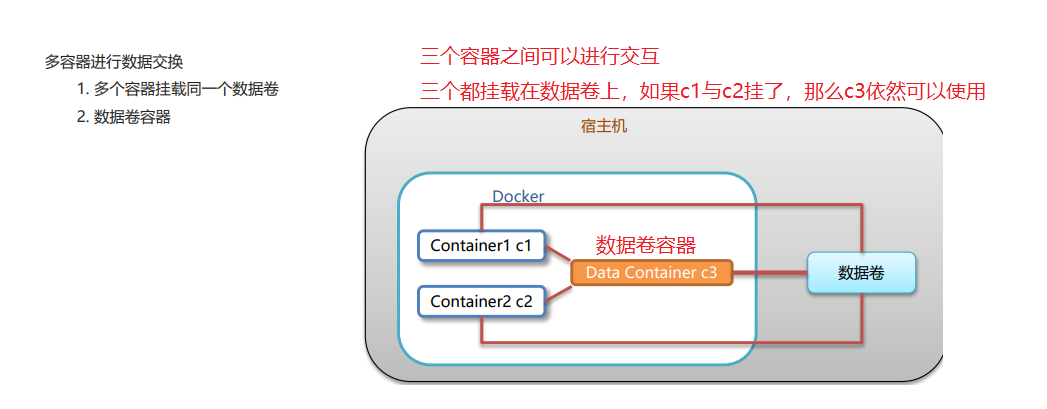 多容器进行数据交换
1. 多个容器挂载同一个数据卷
2. 数据卷容器
三个容器之间可以进行交互
三个都挂载在数据卷上，如果c1与c2挂了，那么c3依然可以使用
宿主机
Docker
Container1 c1
数据卷容器
Data Container c3
数据卷
Container2 c2